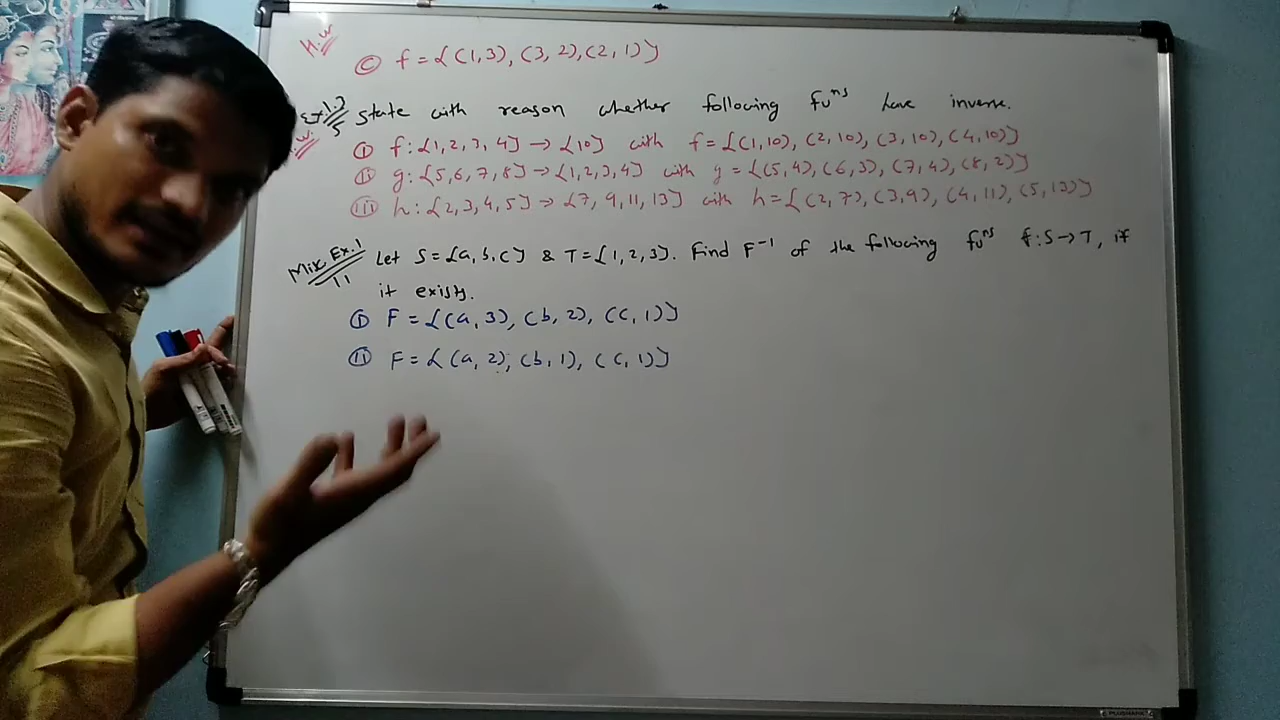 H.W © f = {(1,3), (3,2), (2,1)}
5 State with reason whether following fuⁿˢ have inverse.
H.W. ⓘ f : {1,2,3,4} → {10} with f = {(1,10), (2,10), (3,10), (4,10)}
ⓘⓘ g : {5,6,7,8} → {1,2,3,4} with g = {(5,4), (6,3), (7,4), (8,2)}
ⓘⓘⓘ h : {2,3,4,5} → {7,9,11,13} with h = {(2,7), (3,9), (4,11), (5,13)}
Mix. Ex. 1 11 Let S = {a,b,c} & T = {1,2,3}. Find F⁻¹ of the following fuⁿˢ f : S → T, if
it exists.
ⓘ F = {(a,3), (b,2), (c,1)}
ⓘⓘ F = {(a,2), (b,1), (c,1)}